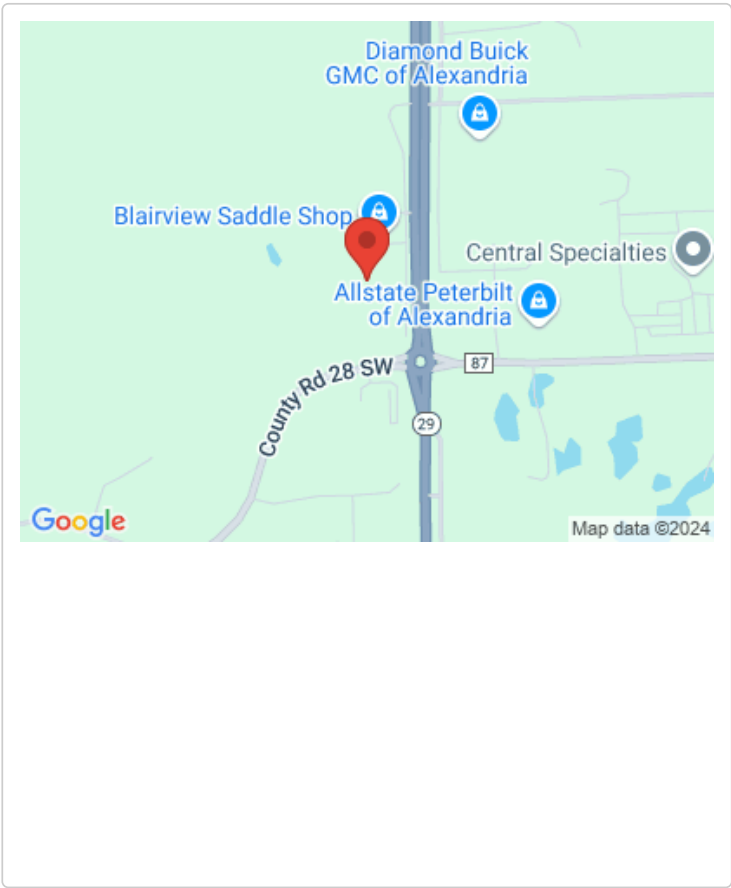 Diamond Buick
GMC of Alexandria
Blairview Saddle Shop
Central Specialties
Allstate Peterbilt
of Alexandria
County Rd 28 SW
87
29
Google
Map data ©2024